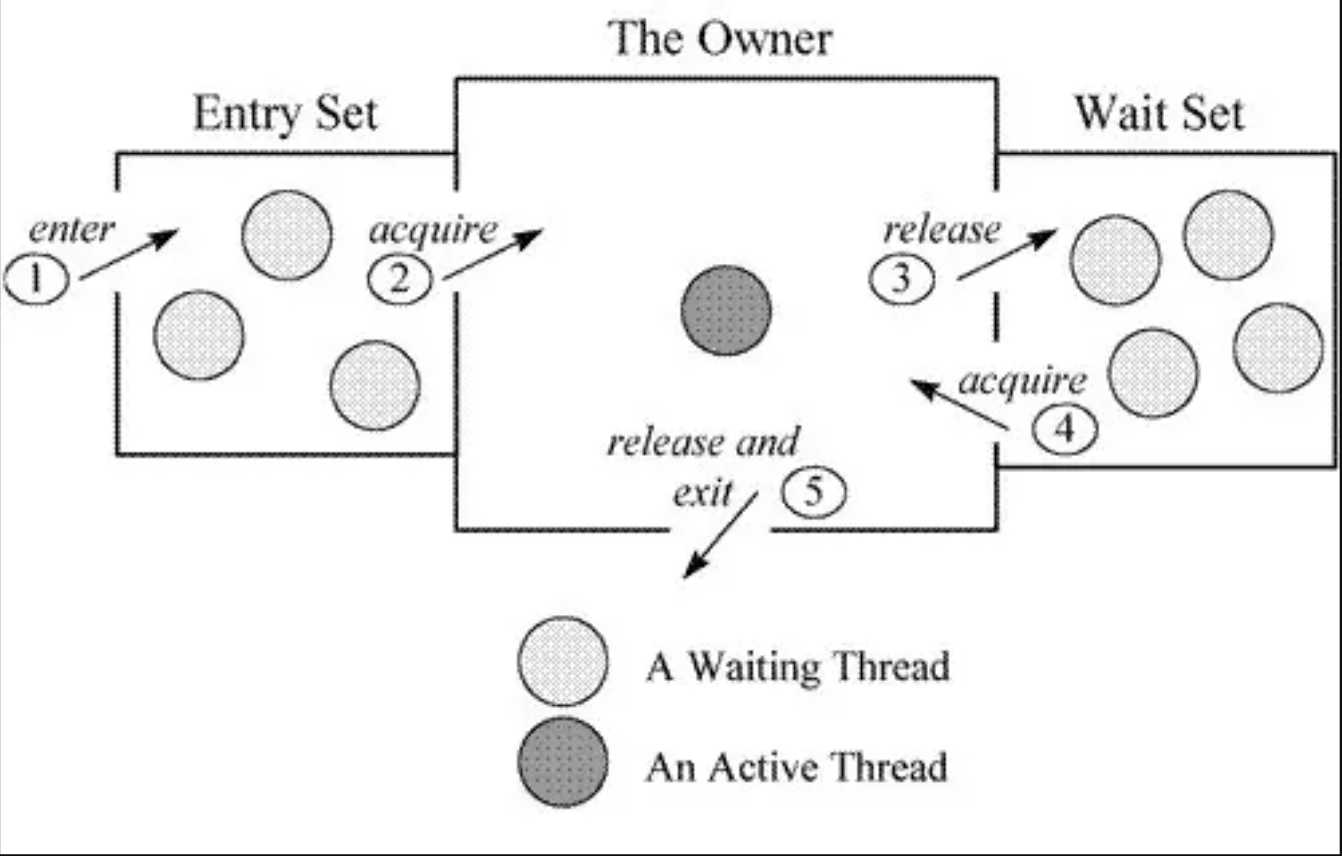 The Owner
Entry Set
Wait Set
enter
1
acquire
2
release
3
acquire
4
release and
exit 5
A Waiting Thread
An Active Thread